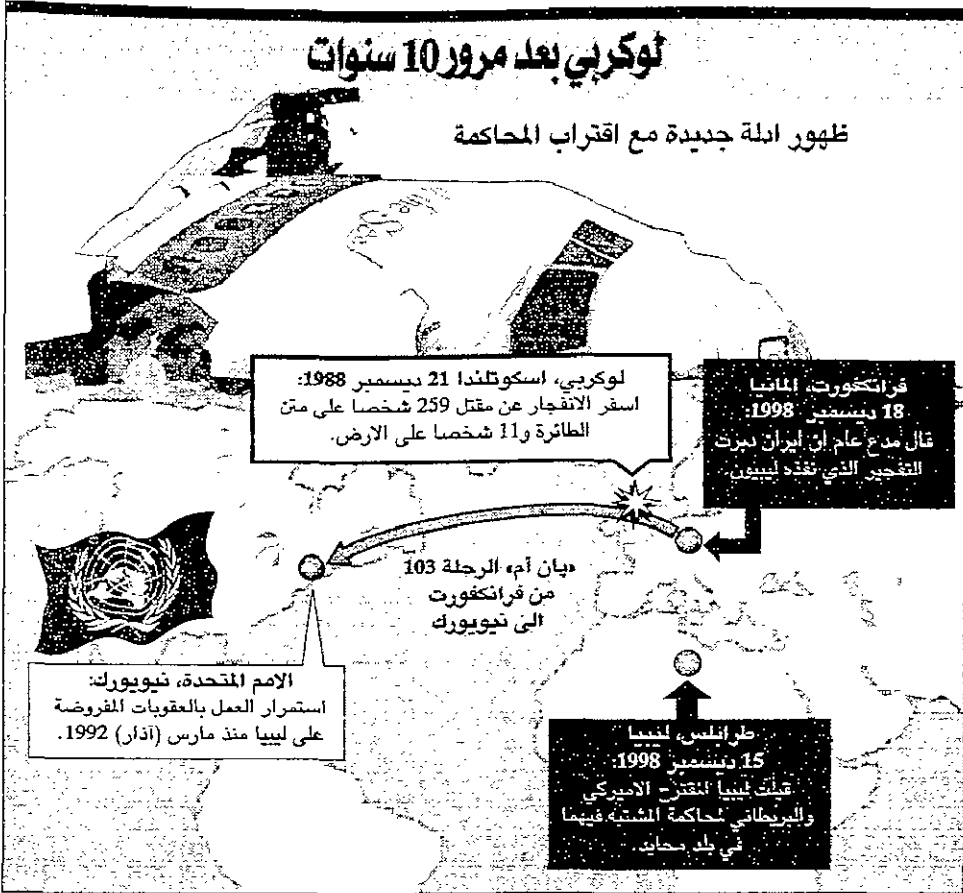 لوكربي بعد مرور 10 سنوات
ظهور ادلة جديدة مع اقتراب المحاكمة
لوكربي، اسكوتلندا 21 ديسمبر 1988:
اسفر الانفجار عن مقتل 259 شخصا على متن
الطائرة و11 شخصا على الارض.
فرانكفورت، المانيا
18 ديسمبر 1998:
قال مدع عام ان ايران دبرت
التفجير الذي نفذه ليبيون.
«بان أم» الرحلة 103
من فرانكفورت
الى نيويورك
الامم المتحدة، نيويورك:
استمرار العمل بالعقوبات المفروضة
على ليبيا منذ مارس (آذار) 1992.
طرابلس، ليبيا
15 ديسمبر 1998:
قبلت ليبيا المقترح الاميركي
والبريطاني لمحاكمة المشتبه فيهما
في بلد محايد.